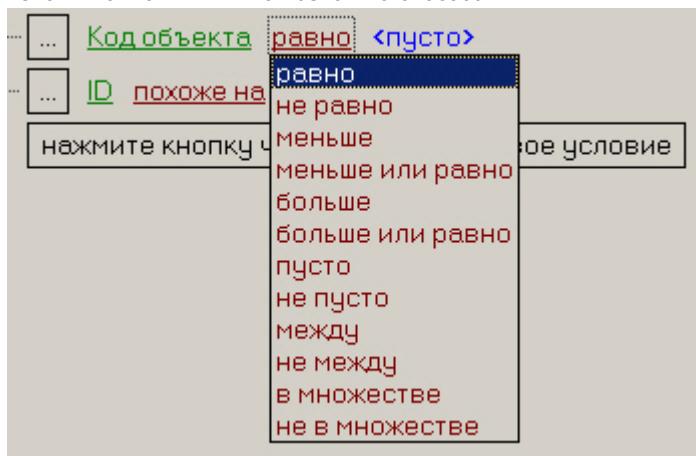 ... Код объекта равно <пусто>
... ID похоже на
нажмите кнопку ое условие
равно
не равно
меньше
меньше или равно
больше
больше или равно
пусто
не пусто
между
не между
в множестве
не в множестве